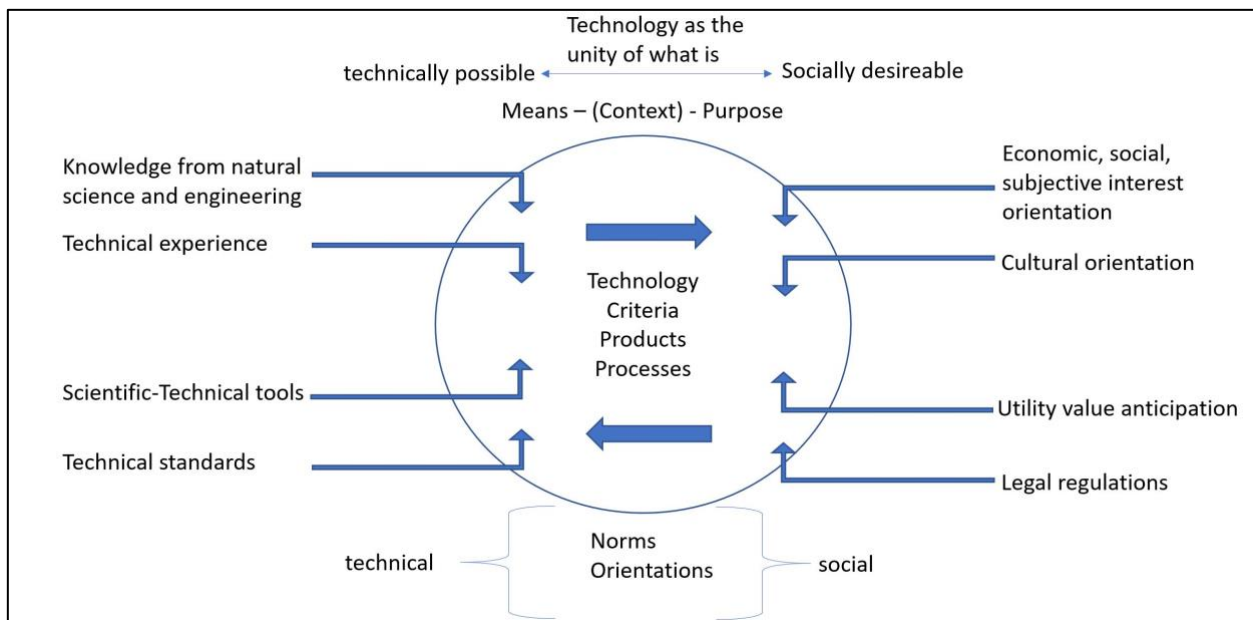 Technology as the
unity of what is
technically possible
Socially desireable
Means – (Context) - Purpose
Knowledge from natural
science and engineering
Technical experience
Scientific-Technical tools
Technical standards
Technology
Criteria
Products
Processes
Economic, social,
subjective interest
orientation
Cultural orientation
Utility value anticipation
Legal regulations
technical
Norms
Orientations
social